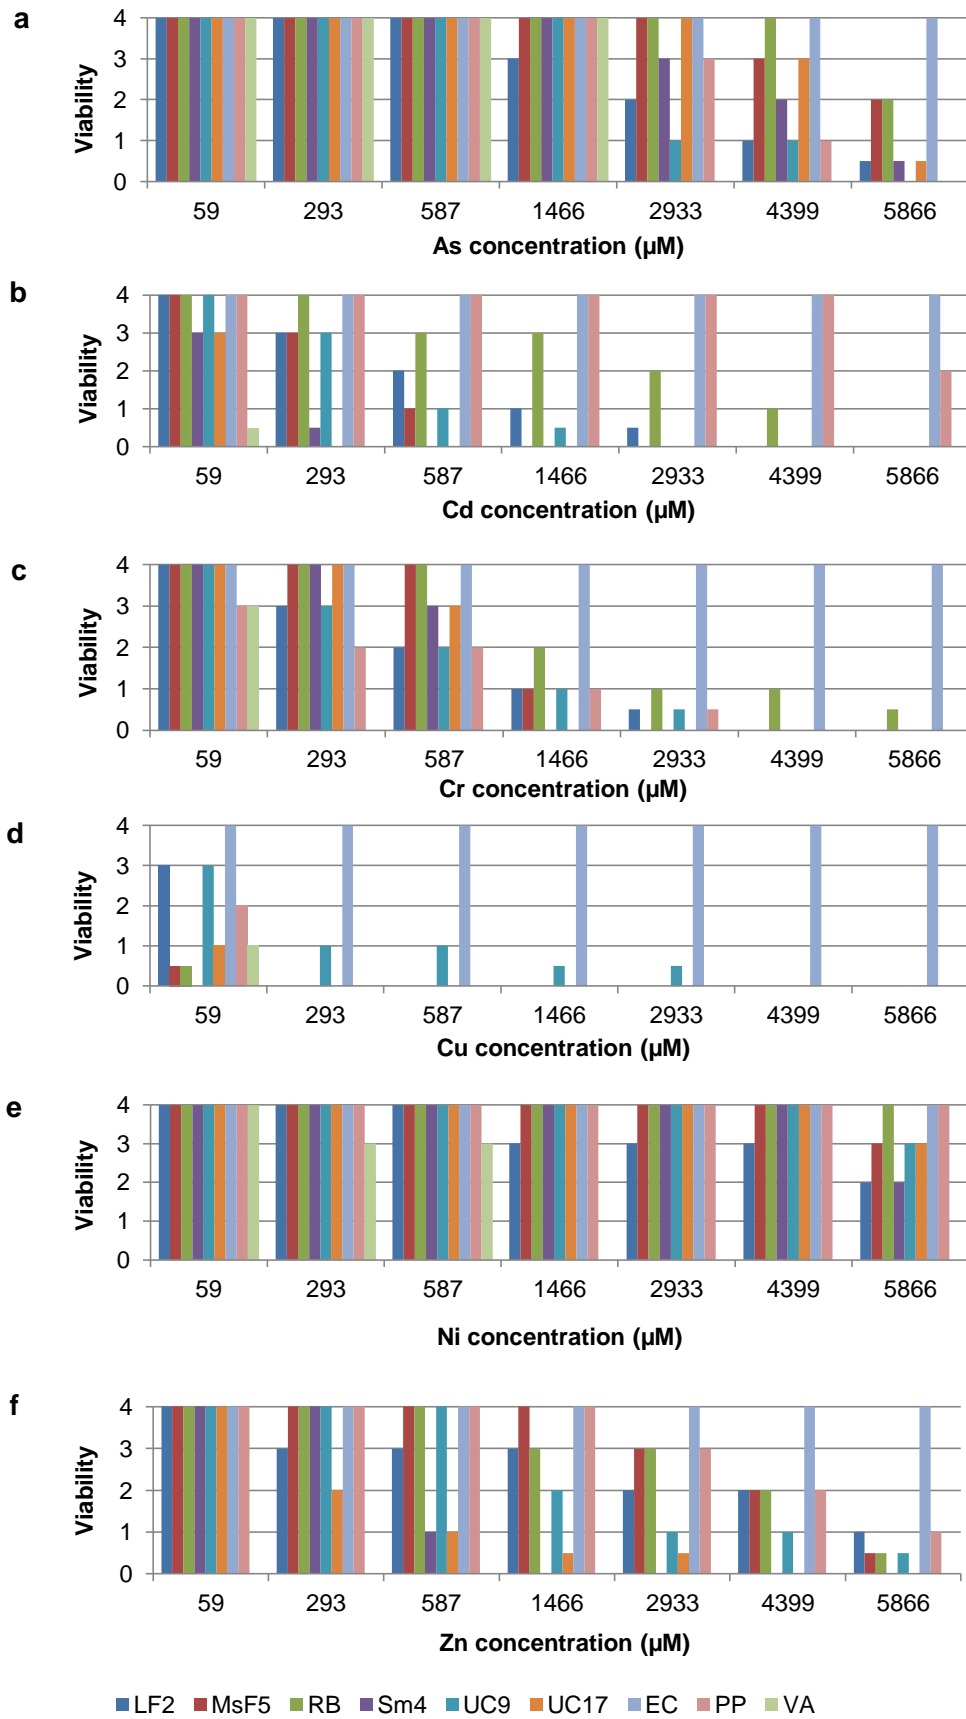 a
Viability
4
3
2
1
0
59 293 587 1466 2933 4399 5866
As concentration (µM)
b
Viability
4
3
2
1
0
59 293 587 1466 2933 4399 5866
Cd concentration (µM)
c
Viability
4
3
2
1
0
59 293 587 1466 2933 4399 5866
Cr concentration (µM)
d
Viability
4
3
2
1
0
59 293 587 1466 2933 4399 5866
Cu concentration (µM)
e
Viability
4
3
2
1
0
59 293 587 1466 2933 4399 5866
Ni concentration (µM)
f
Viability
4
3
2
1
0
59 293 587 1466 2933 4399 5866
Zn concentration (µM)
LF2 MsF5 RB Sm4 UC9 UC17 EC PP VA